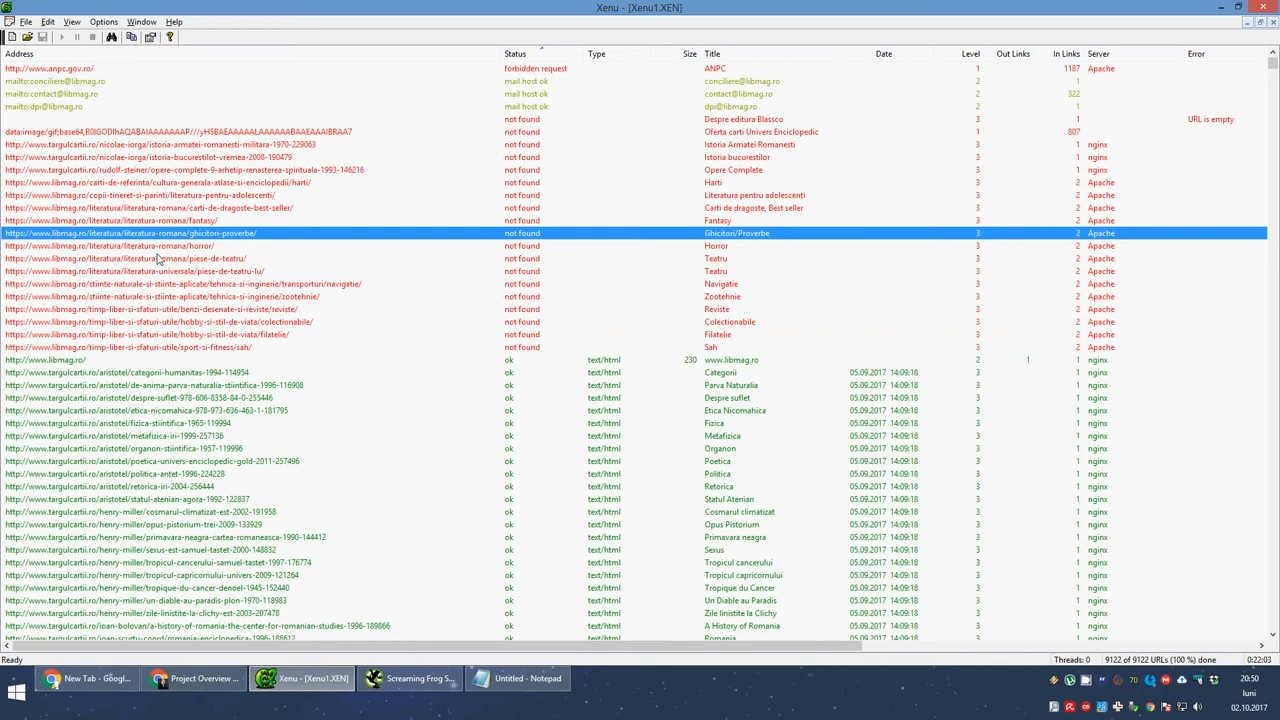 Xenu - [Xenu1.XEN]
File Edit View Options Window Help
Address Status Type Size Title Date Level Out Links In Links Server Error
http://www.anpc.gov.ro/ forbidden request ANPC 1 1187 Apache
mailto:conciliere@libmag.ro mail host ok conciliere@libmag.ro 2 1
mailto:contact@libmag.ro mail host ok contact@libmag.ro 2 322
mailto:dpi@libmag.ro mail host ok dpi@libmag.ro 2 1
not found Despre editura Blassco 3 1 URL is empty
data:image/gif;base64,R0lGODlhAQABAIAAAAAAAP///yH5BAEAAAAALAAAAAABAAEAAAIBRAA7 not found Oferta carti Univers Enciclopedic 1 807
http://www.targulcartii.ro/nicolae-iorga/istoria-armatei-romanesti-militara-1970-229063 not found Istoria Armatei Romanesti 3 1 nginx
http://www.targulcartii.ro/nicolae-iorga/istoria-bucurestilot-vremea-2008-190479 not found Istoria bucurestilor 3 1 nginx
http://www.targulcartii.ro/rudolf-steiner/opere-complete-9-arhetip-renasterea-spirituala-1993-146216 not found Opere Complete 3 1 nginx
https://www.libmag.ro/carti-de-referinta/cultura-generala-atlase-si-enciclopedii/harti/ not found Harti 3 2 Apache
https://www.libmag.ro/copii-tineret-si-parinti/literatura-pentru-adolescenti/ not found Literatura pentru adolescenti 3 2 Apache
https://www.libmag.ro/literatura/literatura-romana/carti-de-dragoste-best-seller/ not found Carti de dragoste, Best seller 3 2 Apache
https://www.libmag.ro/literatura/literatura-romana/fantasy/ not found Fantasy 3 2 Apache
https://www.libmag.ro/literatura/literatura-romana/ghicitori-proverbe/ not found Ghicitori/Proverbe 3 2 Apache
https://www.libmag.ro/literatura/literatura-romana/horror/ not found Horror 3 2 Apache
https://www.libmag.ro/literatura/literatura-romana/piese-de-teatru/ not found Teatru 3 2 Apache
https://www.libmag.ro/literatura/literatura-universala/piese-de-teatru-lu/ not found Teatru 3 2 Apache
https://www.libmag.ro/stiinte-naturale-si-stiinte-aplicate/tehnica-si-inginerie/transporturi/navigatie/ not found Navigatie 3 2 Apache
https://www.libmag.ro/stiinte-naturale-si-stiinte-aplicate/tehnica-si-inginerie/zootehnie/ not found Zootehnie 3 2 Apache
https://www.libmag.ro/timp-liber-si-sfaturi-utile/benzi-desenate-si-reviste/reviste/ not found Reviste 3 2 Apache
https://www.libmag.ro/timp-liber-si-sfaturi-utile/hobby-si-stil-de-viata/colectionabile/ not found Colectionabile 3 2 Apache
https://www.libmag.ro/timp-liber-si-sfaturi-utile/hobby-si-stil-de-viata/filatelie/ not found Filatelie 3 2 Apache
https://www.libmag.ro/timp-liber-si-sfaturi-utile/sport-si-fitness/sah/ not found Sah 3 2 Apache
http://www.libmag.ro/ ok text/html 230 www.libmag.ro 2 1 1 nginx
http://www.targulcartii.ro/aristotel/categorii-humanitas-1994-114954 ok text/html Categorii 05.09.2017 14:09:18 3 1 nginx
http://www.targulcartii.ro/aristotel/de-anima-parva-naturalia-stiintifica-1996-116908 ok text/html Parva Naturalia 05.09.2017 14:09:18 3 1 nginx
http://www.targulcartii.ro/aristotel/despre-suflet-978-606-8358-84-0-255446 ok text/html Despre suflet 05.09.2017 14:09:18 3 1 nginx
http://www.targulcartii.ro/aristotel/etica-nicomahica-978-973-636-463-1-181795 ok text/html Etica Nicomahica 05.09.2017 14:09:18 3 1 nginx
http://www.targulcartii.ro/aristotel/fizica-stiintifica-1965-119994 ok text/html Fizica 05.09.2017 14:09:18 3 1 nginx
http://www.targulcartii.ro/aristotel/metafizica-iri-1999-257136 ok text/html Metafizica 05.09.2017 14:09:18 3 1 nginx
http://www.targulcartii.ro/aristotel/organon-stiintifica-1957-119996 ok text/html Organon 05.09.2017 14:09:18 3 1 nginx
http://www.targulcartii.ro/aristotel/poetica-univers-enciclopedic-gold-2011-257496 ok text/html Poetica 05.09.2017 14:09:18 3 1 nginx
http://www.targulcartii.ro/aristotel/politica-antet-1996-224228 ok text/html Politica 05.09.2017 14:09:18 3 1 nginx
http://www.targulcartii.ro/aristotel/retorica-iri-2004-256444 ok text/html Retorica 05.09.2017 14:09:18 3 1 nginx
http://www.targulcartii.ro/aristotel/statul-atenian-agora-1992-122837 ok text/html Statul Atenian 05.09.2017 14:09:18 3 1 nginx
http://www.targulcartii.ro/henry-miller/cosmarul-climatizat-est-2002-191958 ok text/html Cosmarul climatizat 05.09.2017 14:09:18 3 1 nginx
http://www.targulcartii.ro/henry-miller/opus-pistorium-trei-2009-133929 ok text/html Opus Pistorium 05.09.2017 14:09:18 3 1 nginx
http://www.targulcartii.ro/henry-miller/primavara-neagra-cartea-romaneasca-1990-144412 ok text/html Primavara neagra 05.09.2017 14:09:18 3 1 nginx
http://www.targulcartii.ro/henry-miller/sexus-est-samuel-tastet-2000-148832 ok text/html Sexus 05.09.2017 14:09:18 3 1 nginx
http://www.targulcartii.ro/henry-miller/tropicul-cancerului-samuel-tastet-1997-176774 ok text/html Tropicul cancerului 05.09.2017 14:09:18 3 1 nginx
http://www.targulcartii.ro/henry-miller/tropicul-capricornului-univers-2009-121264 ok text/html Tropicul capricornului 05.09.2017 14:09:18 3 1 nginx
http://www.targulcartii.ro/henry-miller/tropique-du-cancer-denoel-1945-152440 ok text/html Tropique du Cancer 05.09.2017 14:09:18 3 1 nginx
http://www.targulcartii.ro/henry-miller/un-diable-au-paradis-plon-1970-118983 ok text/html Un Diable au Paradis 05.09.2017 14:09:18 3 1 nginx
http://www.targulcartii.ro/henry-miller/zile-linistite-la-clichy-est-2003-207478 ok text/html Zile linistite la Clichy 05.09.2017 14:09:18 3 1 nginx
http://www.targulcartii.ro/ioan-bolovan/a-history-of-romania-the-center-for-romanian-studies-1996-189866 ok text/html A History of Romania 05.09.2017 14:09:18 3 1 nginx
http://www.targulcartii.ro/ioan-scurtu-coord/romania-enciclopedica-1996-188612 ok text/html Romania 05.09.2017 14:09:18 3 1 nginx
Ready Threads: 0 9122 of 9122 URLs (100 %) done 0:22:03
New Tab - Googl... Project Overview ... Xenu - [Xenu1.XEN] Screaming Frog S... Untitled - Notepad
20:50
luni
02.10.2017